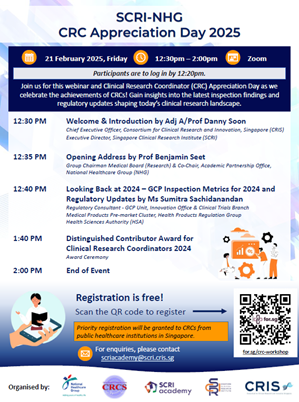 SCRI-NHG
CRC Appreciation Day 2025
21 February 2025, Friday
12:30pm – 2:00pm
Zoom
Participants are to log in by 12:20pm.
Join us for this webinar and Clinical Research Coordinator (CRC) Appreciation Day as we
celebrate the achievements of CRCs! Gain insights into the latest inspection findings and
regulatory updates shaping today's clinical research landscape.
12:30 PM
Welcome & Introduction by Adj A/Prof Danny Soon
Chief Executive Officer, Consortium for Clinical Research and Innovation, Singapore (CRIS)
Executive Director, Singapore Clinical Research Institute (SCRI)
12:35 PM
Opening Address by Prof Benjamin Seet
Group Chairman Medical Board (Research) & Co-Chair, Academic Partnership Office,
National Healthcare Group (NHG)
12:40 PM
Looking Back at 2024 – GCP Inspection Metrics for 2024 and
Regulatory Updates by Ms Sumitra Sachidanandan
Regulatory Consultant - GCP Unit, Innovation Office & Clinical Trials Branch
Medical Products Pre-market Cluster, Health Products Regulation Group
Health Sciences Authority (HSA)
1:40 PM
Distinguished Contributor Award for
Clinical Research Coordinators 2024
Award Ceremony
2:00 PM
End of Event
Registration is free!
Scan the QR code to register
Priority registration will be granted to CRCs from
public healthcare institutions in Singapore
For enquiries, please contact
scriacademy@scri.cris.sg
for.sg
for.sg/crc-workshop
Organised by:
National
Healthcare
Group
CRCS
SCRI
academy
SCRI
CRIS